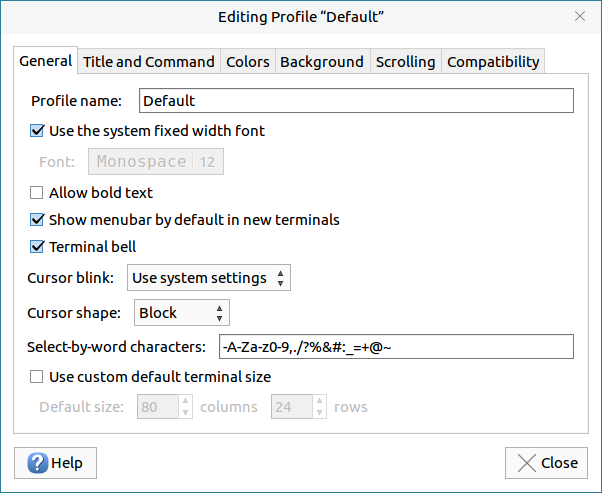 Editing Profile “Default”
General Title and Command Colors Background Scrolling Compatibility
Profile name: Default
Use the system fixed width font
Font: Monospace 12
Allow bold text
Show menubar by default in new terminals
Terminal bell
Cursor blink: Use system settings
Cursor shape: Block
Select-by-word characters: -A-Za-z0-9,./?%&#:_=+@~
Use custom default terminal size
Default size: 80 columns 24 rows
Help Close